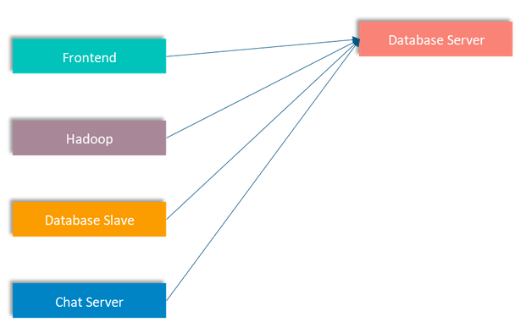 Database Server
Frontend
Hadoop
Database Slave
Chat Server